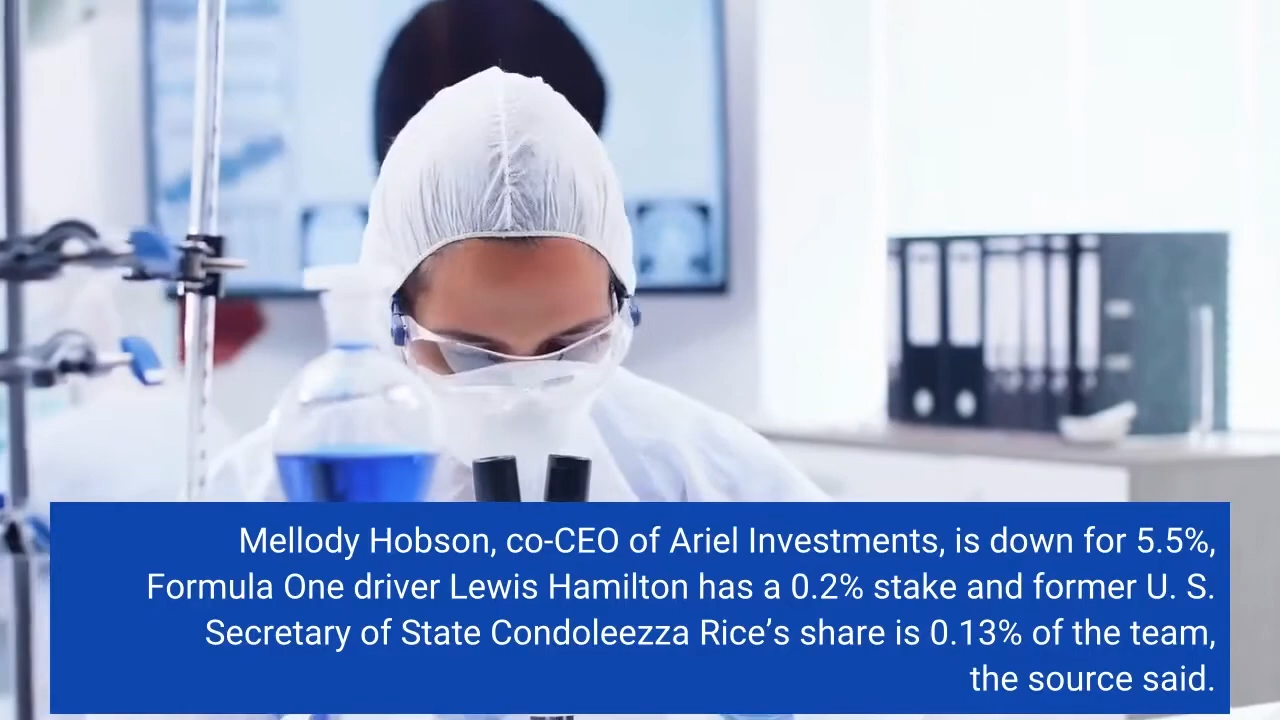 Mellody Hobson, co-CEO of Ariel Investments, is down for 5.5%,
Formula One driver Lewis Hamilton has a 0.2% stake and former U. S.
Secretary of State Condoleezza Rice’s share is 0.13% of the team,
the source said.